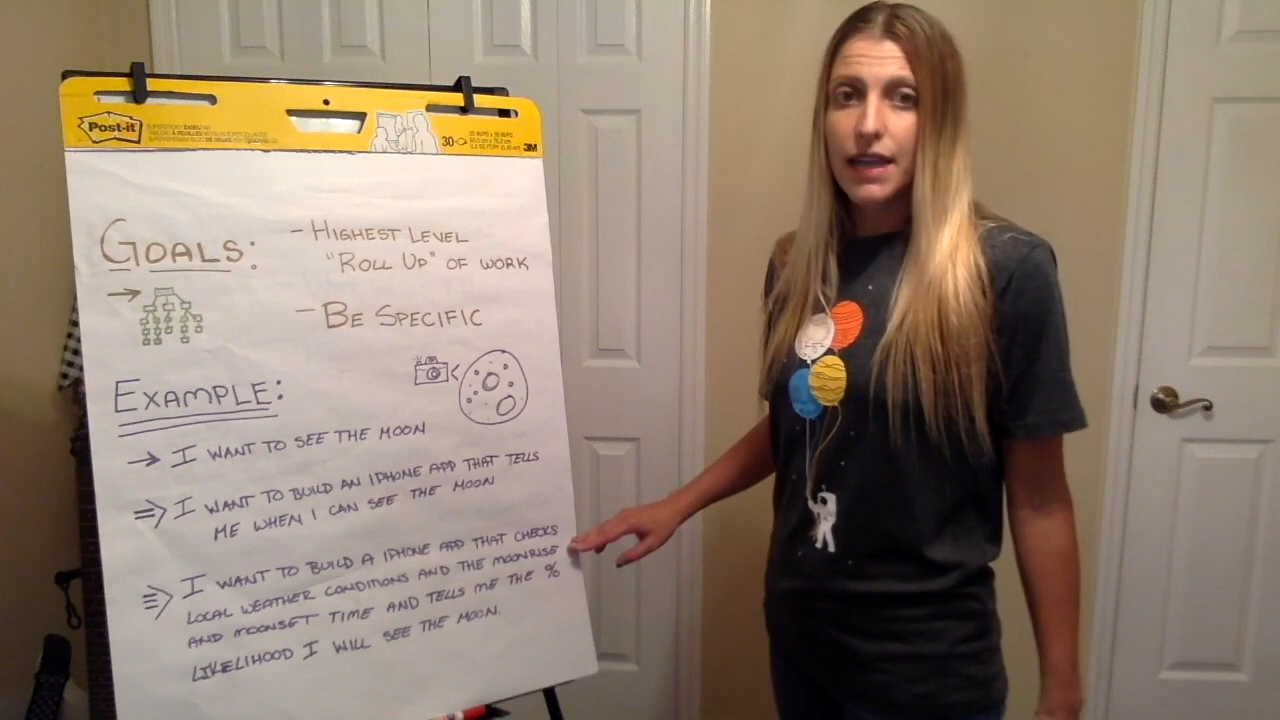 Post-it
30
3M
GOALS:
- HIGHEST LEVEL
"ROLL UP" OF WORK
- BE SPECIFIC
EXAMPLE:
→ I WANT TO SEE THE MOON
I WANT TO BUILD AN IPHONE APP THAT TELLS
ME WHEN I CAN SEE THE MOON
I WANT TO BUILD A IPHONE APP THAT CHECKS
LOCAL WEATHER CONDITIONS AND THE MOONRISE
AND MOONSET TIME AND TELLS ME THE %
LIKELIHOOD I WILL SEE THE MOON.